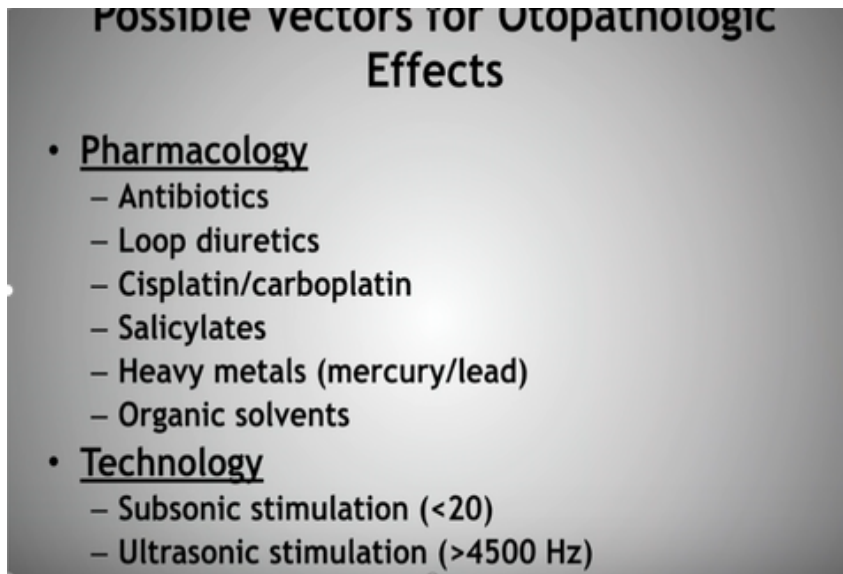 Possible Vectors for Otopathologic
Effects
• Pharmacology
– Antibiotics
– Loop diuretics
– Cisplatin/carboplatin
– Salicylates
– Heavy metals (mercury/lead)
– Organic solvents
• Technology
– Subsonic stimulation (<20)
– Ultrasonic stimulation (>4500 Hz)